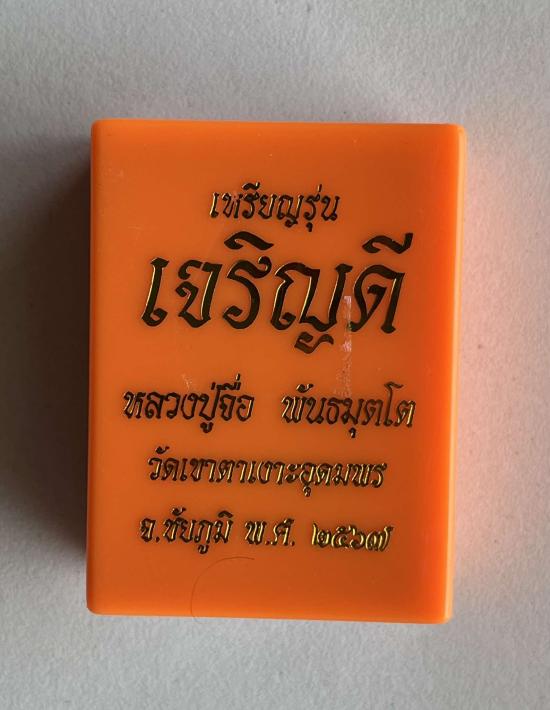 เหรียญรุ่น
เจริญดี
หลวงปู่จื่อ พันธมุตโต
วัดเขาตาเงาะอุดมพร
จ.ชัยภูมิ พ.ศ. ๒๕๖๗